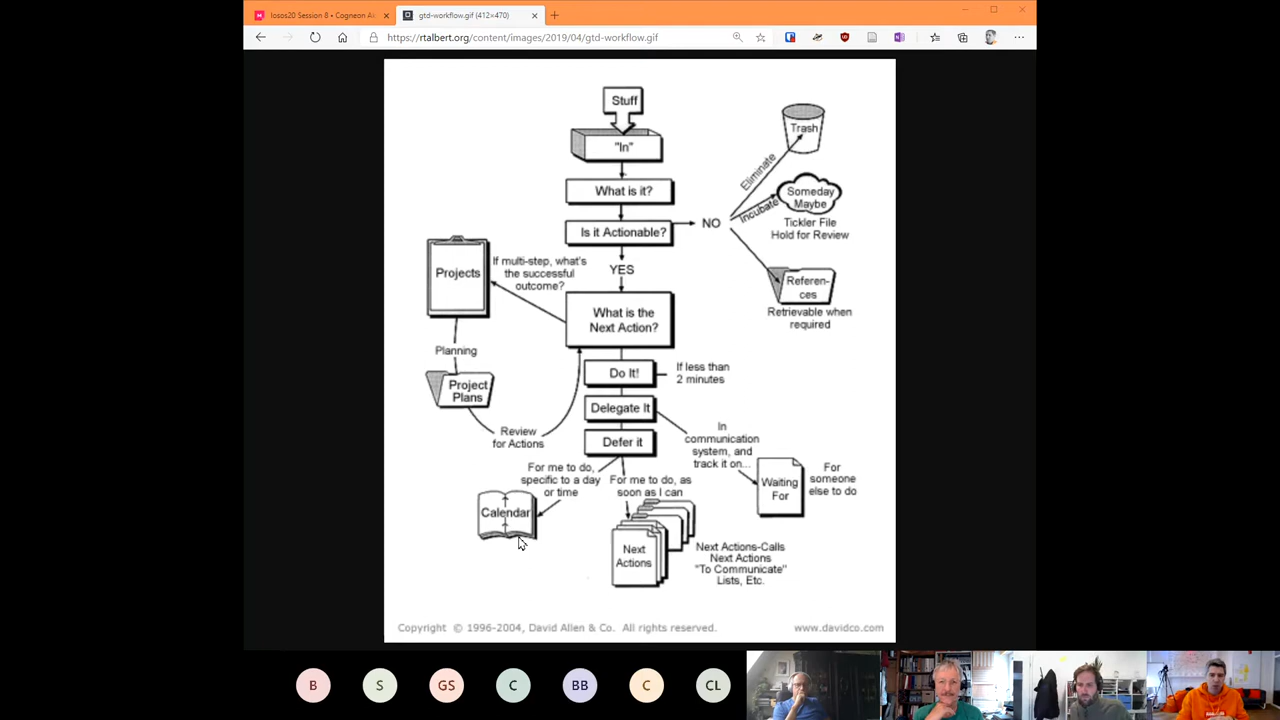 Iosos20 Session 8 • Cogneon Ak
gtd-workflow.gif (412×470)
https://rtalbert.org/content/images/2019/04/gtd-workflow.gif
Stuff
"In"
What is it?
Is it Actionable?
NO
Eliminate
Trash
Incubate
Someday
Maybe
Tickler File
Hold for Review
Referen-
ces
Retrievable when
required
YES
If multi-step, what's
the successful
outcome?
Projects
What is the
Next Action?
Planning
Project
Plans
Review
for Actions
Do It!
If less than
2 minutes
Delegate It
In
communication
system, and
track it on...
Waiting
For
For
someone
else to do
Defer it
For me to do,
specific to a day
or time
Calendar
For me to do, as
soon as I can
Next
Actions
Next Actions-Calls
Next Actions
"To Communicate"
Lists, Etc.
Copyright © 1996-2004, David Allen & Co. All rights reserved.
www.davidco.com
B
S
GS
C
BB
C
CL